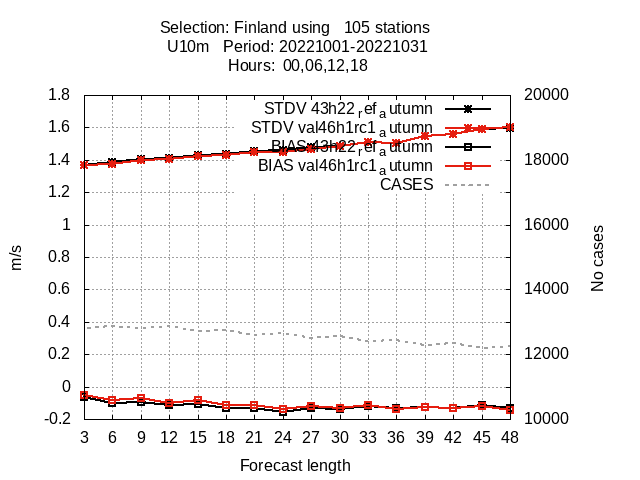 Selection: Finland using 105 stations
U10m Period: 20221001-20221031
Hours: 00,06,12,18
1.8
1.6
1.4
1.2
1
0.8
0.6
0.4
0.2
0
-0.2
m/s
STDV 43h22ref_autumn
STDV val46h1rc1_autumn
BIAS 43h22ref_autumn
BIAS val46h1rc1_autumn
CASES
20000
18000
16000
14000
12000
10000
No cases
3 6 9 12 15 18 21 24 27 30 33 36 39 42 45 48
Forecast length